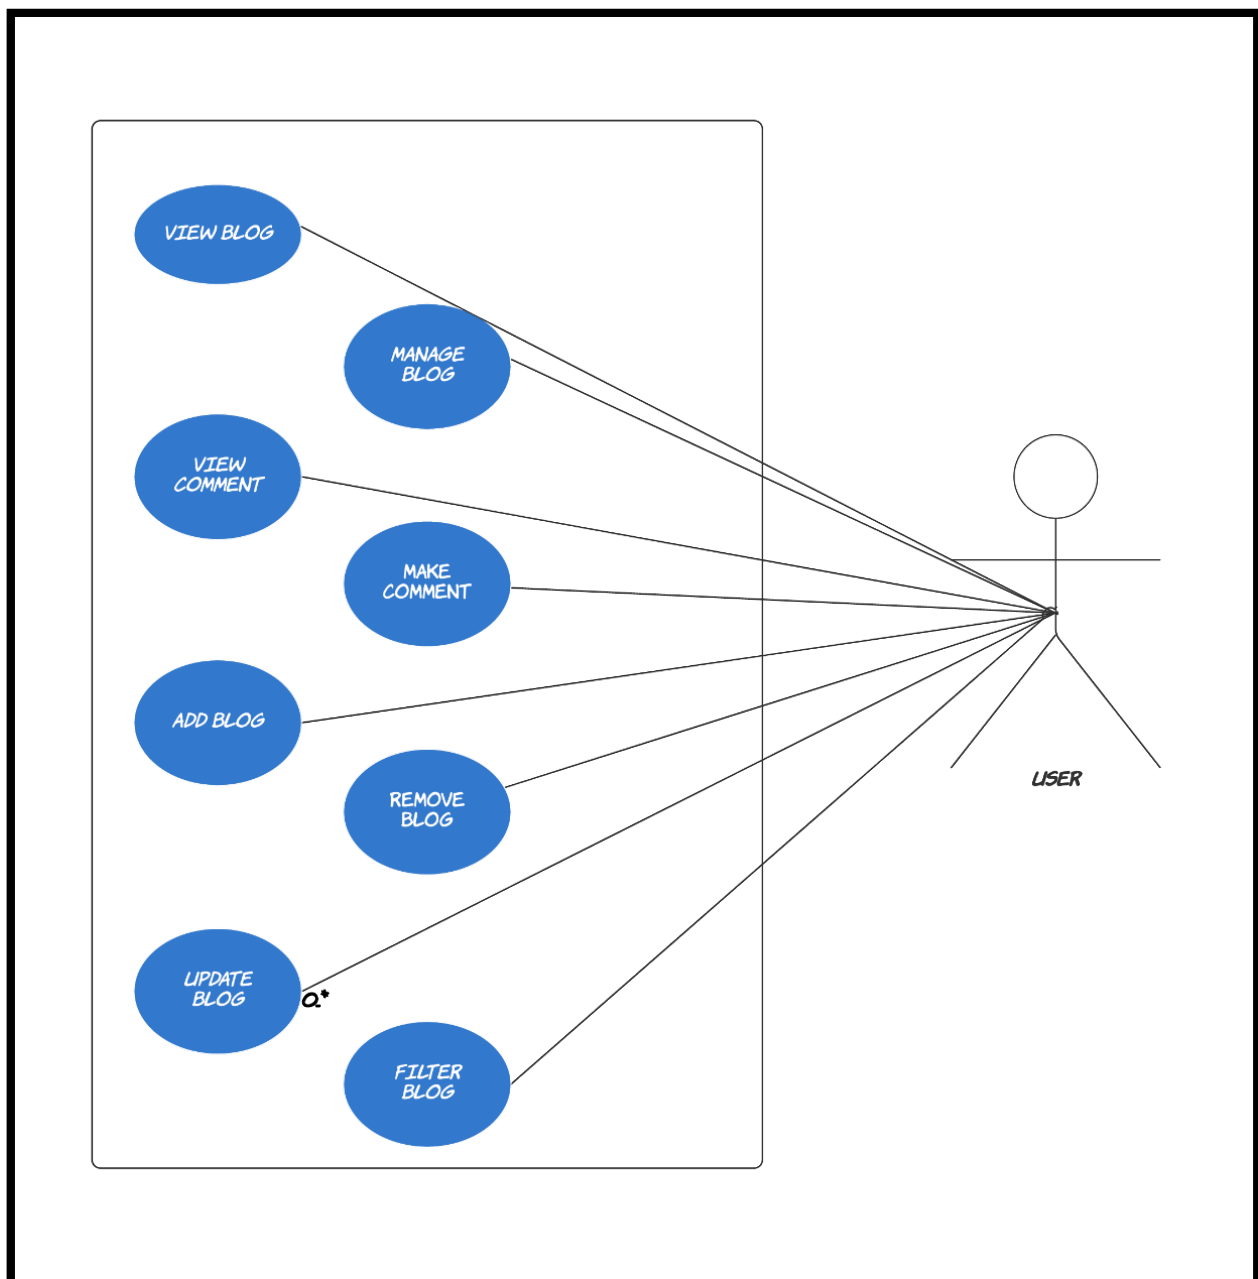 VIEW BLOG
MANAGE
BLOG
VIEW
COMMENT
MAKE
COMMENT
ADD BLOG
REMOVE
BLOG
USER
UPDATE
BLOG
0.*
FILTER
BLOG